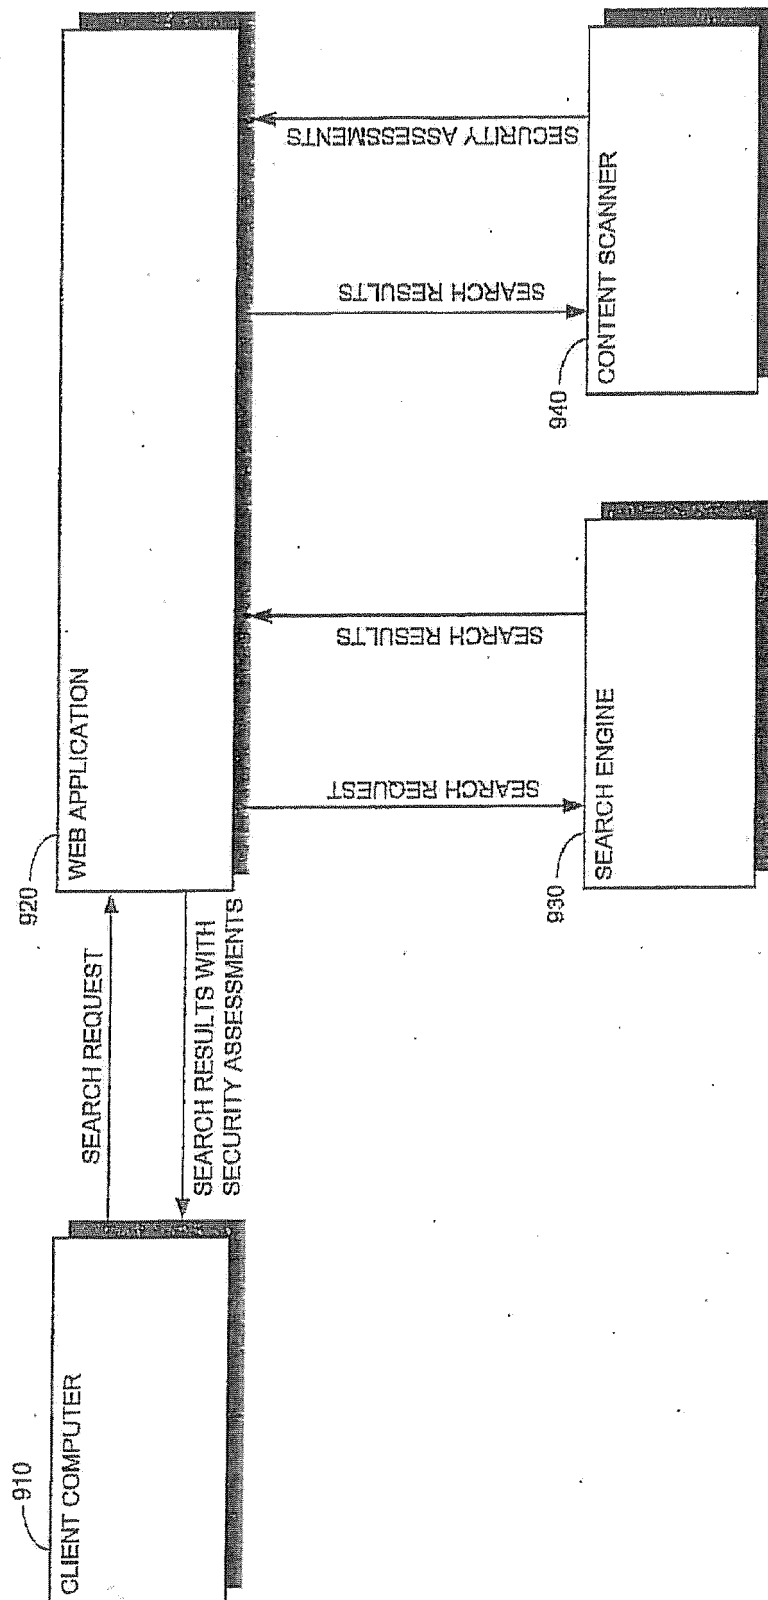 910
CLIENT COMPUTER
SEARCH REQUEST
SEARCH RESULTS WITH
SECURITY ASSESSMENTS
920
WEB APPLICATION
SEARCH REQUEST
SEARCH RESULTS
SEARCH RESULTS
SECURITY ASSESSMENTS
930
SEARCH ENGINE
940
CONTENT SCANNER